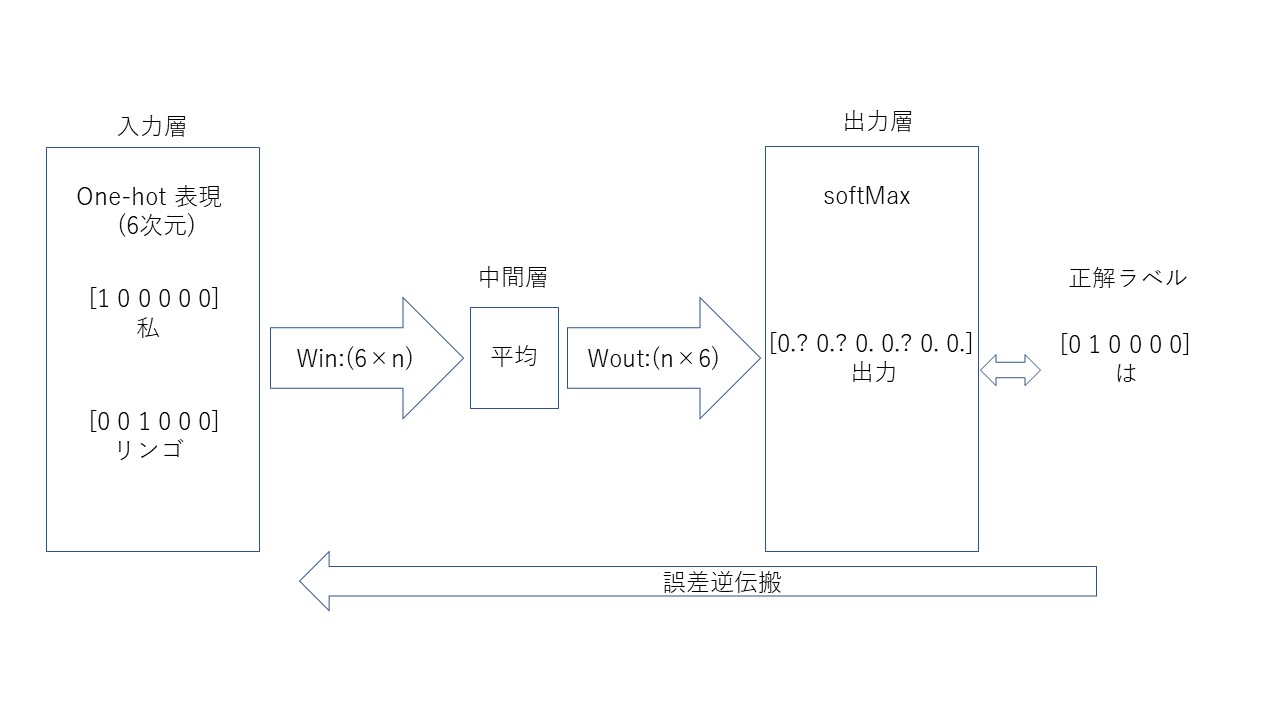 入力層
One-hot 表現
(6次元)
[1 0 0 0 0 0]
私
[0 0 1 0 0 0]
リンゴ
Win:(6×n)
中間層
平均
Wout:(n×6)
出力層
softMax
[0.? 0.? 0. 0.? 0. 0.]
出力
正解ラベル
[0 1 0 0 0 0]
は
誤差逆伝搬